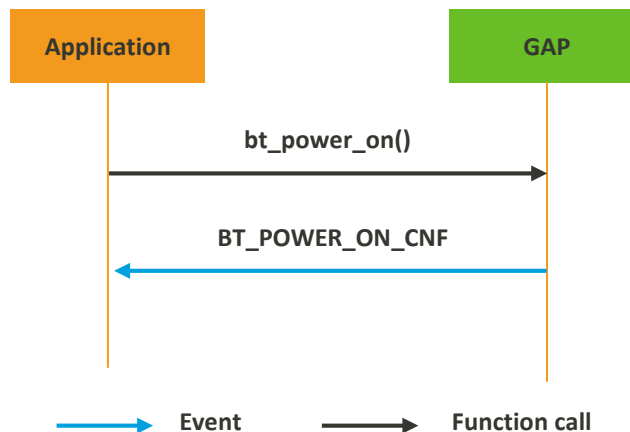 Application
GAP
bt_power_on()
BT_POWER_ON_CNF
Event
Function call